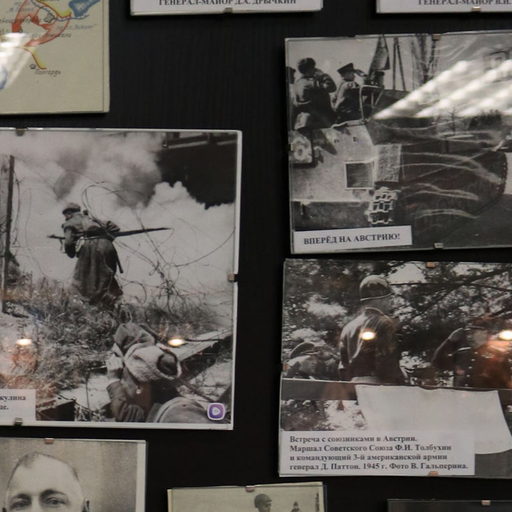 ГЕНЕРАЛ-МАЙОР Д.А. ДРЫЧКИН
ГЕНЕРАЛ-МАЙОР
ВПЕРЁД НА АВСТРИЮ!
Встреча с союзниками в Австрии.
Маршал Советского Союза Ф.И. Толбухин
и командующий 3-й американской армии
генерал Д. Паттон. 1945 г. Фото В. Гальперина.